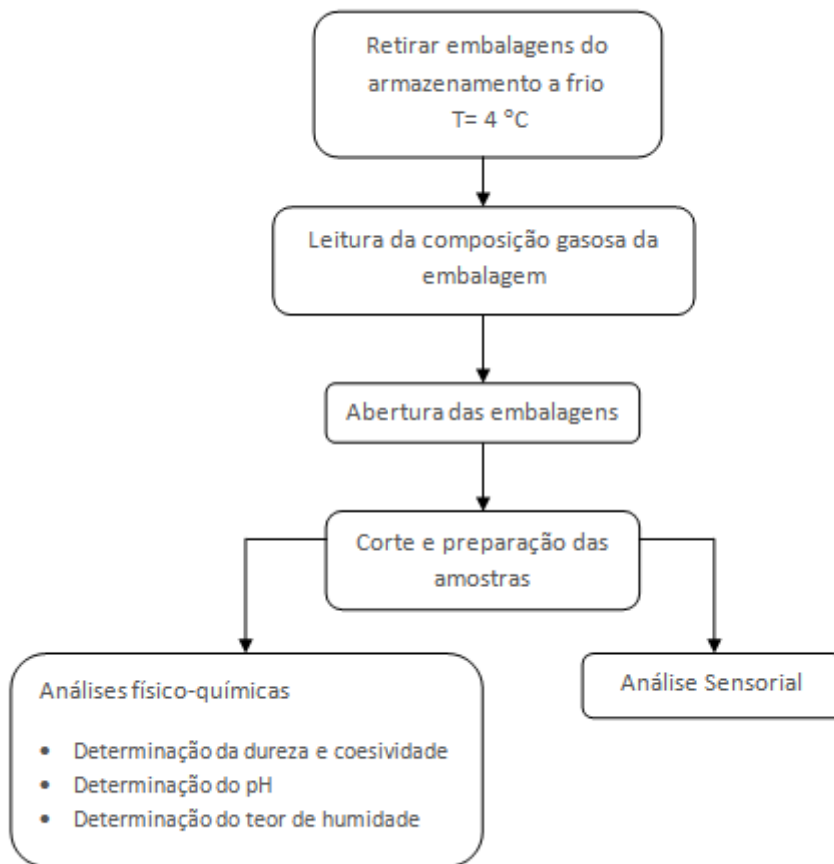 Retirar embalagens do
armazenamento a frio
T= 4 °C
Leitura da composição gasosa da
embalagem
Abertura das embalagens
Corte e preparação das
amostras
Análises físico-químicas
• Determinação da dureza e coesividade
• Determinação do pH
• Determinação do teor de humidade
Análise Sensorial